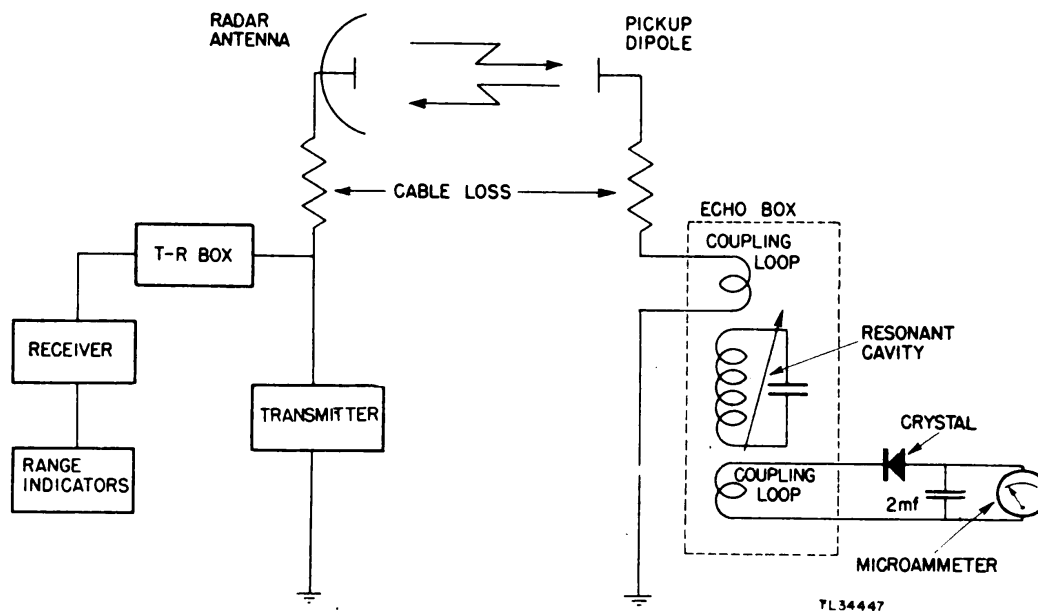 RADAR
ANTENNA
PICKUP
DIPOLE
CABLE LOSS
ECHO BOX
COUPLING
LOOP
T-R BOX
RECEIVER
RESONANT
CAVITY
TRANSMITTER
CRYSTAL
RANGE
INDICATORS
COUPLING
LOOP
2mf
MICROAMMETER
TL34447